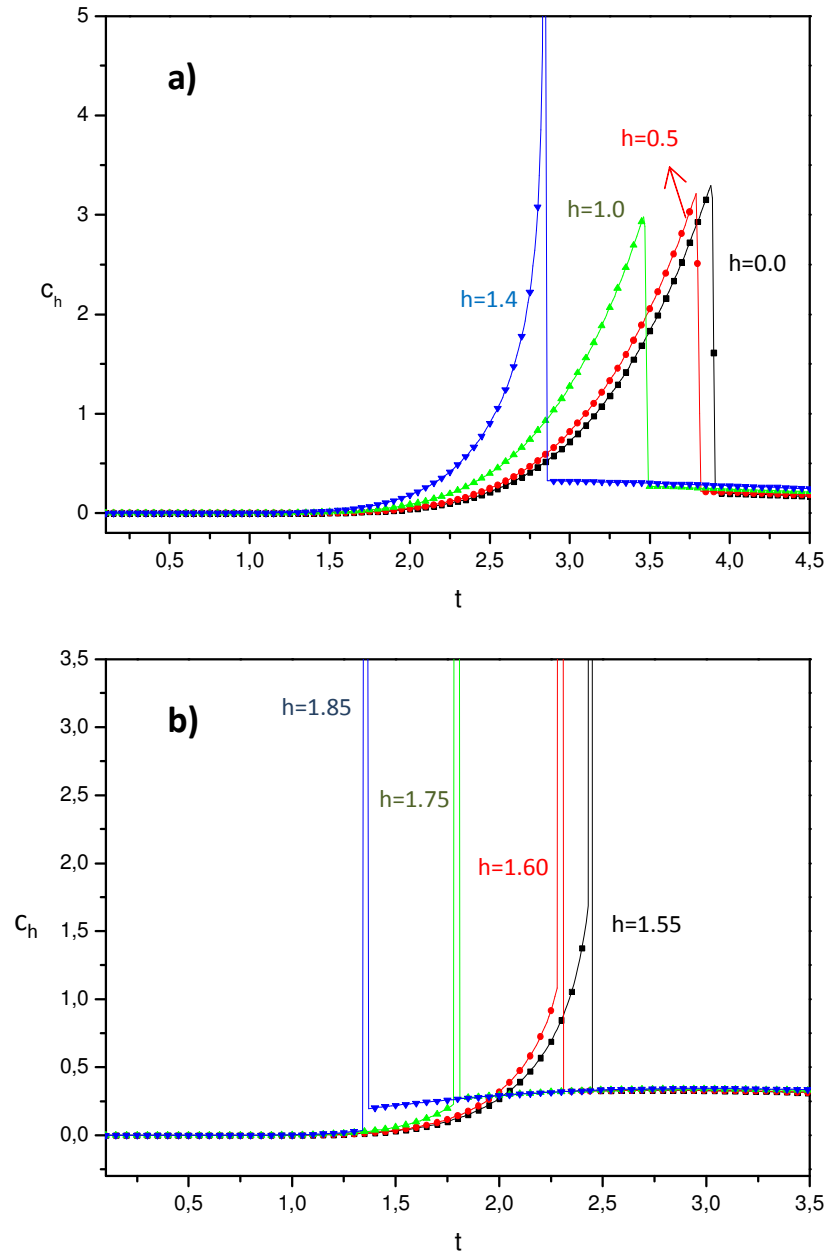 a)
5
4
3
2
1
0
c_h
h=0.5
h=1.0
h=0.0
h=1.4
0,5 1,0 1,5 2,0 2,5 3,0 3,5 4,0 4,5
t
b)
3,5
3,0
2,5
2,0
1,5
1,0
0,5
0,0
c_h
h=1.85
h=1.75
h=1.60
h=1.55
0,5 1,0 1,5 2,0 2,5 3,0 3,5
t